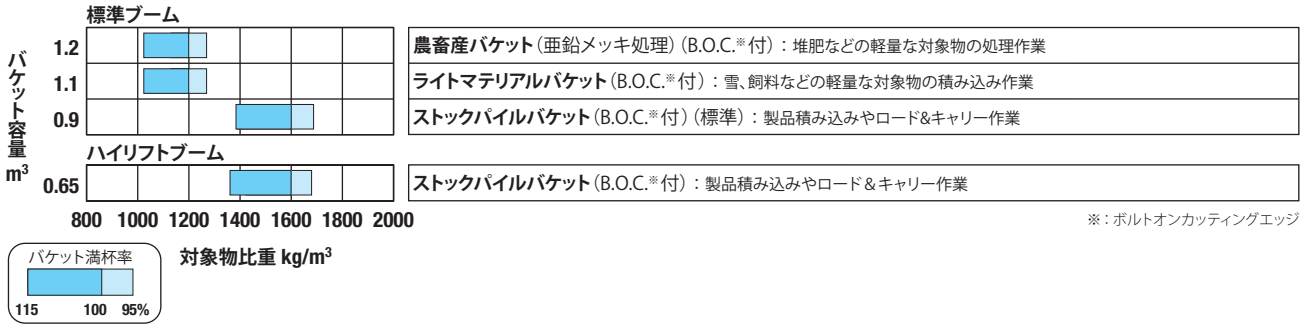 標準ブーム
バケット容量 m³
1.2
農畜産バケット（亜鉛メッキ処理）（B.O.C.※付）：堆肥などの軽量な対象物の処理作業
1.1
ライトマテリアルバケット（B.O.C.※付）：雪、飼料などの軽量な対象物の積み込み作業
0.9
ストックパイルバケット（B.O.C.※付）（標準）：製品積み込みやロード&キャリー作業
ハイリフトブーム
0.65
ストックパイルバケット（B.O.C.※付）：製品積み込みやロード＆キャリー作業
800 1000 1200 1400 1600 1800 2000
※：ボルトオンカッティングエッジ
対象物比重 kg/m³
バケット満杯率
115 100 95%